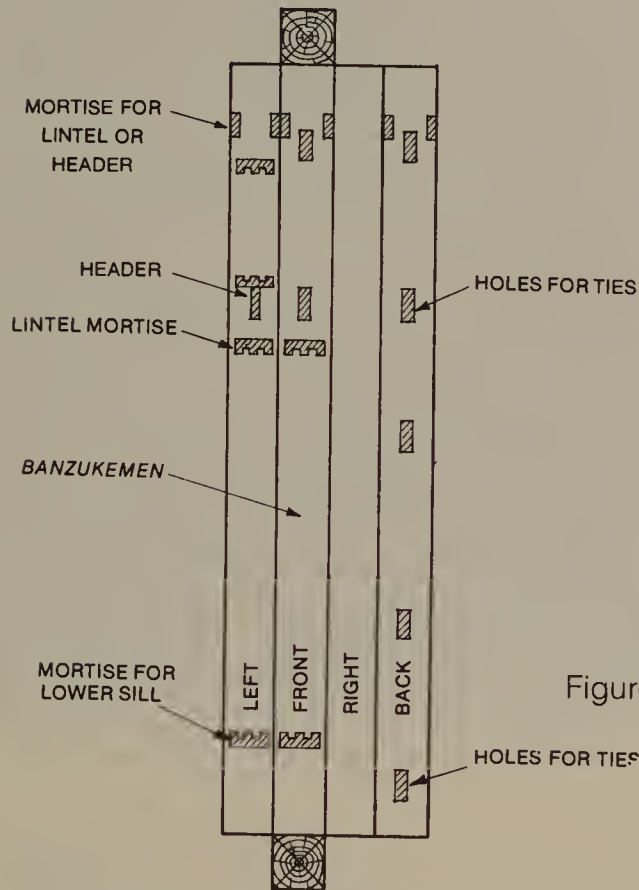 MORTISE FOR
LINTEL OR
HEADER
HEADER
LINTEL MORTISE
HOLES FOR TIES
BANZUKEMEN
MORTISE FOR
LOWER SILL
LEFT
FRONT
RIGHT
BACK
Figur
HOLES FOR TIES